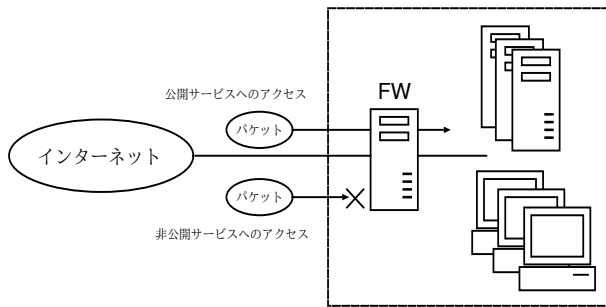 公開サービスへのアクセス
FW
パケット
インターネット
パケット
非公開サービスへのアクセス